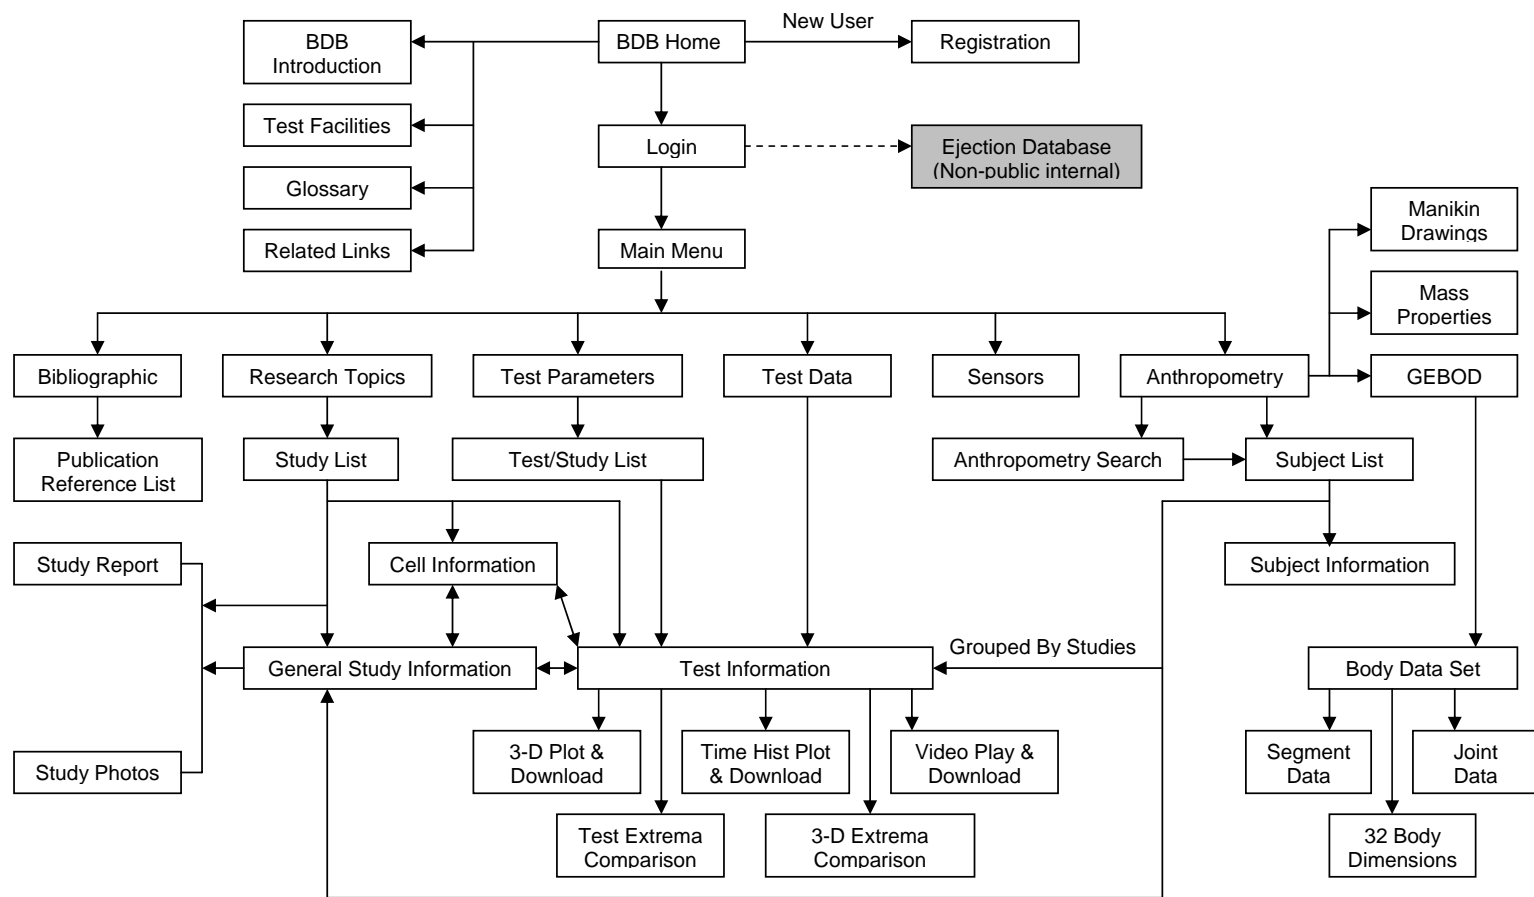 New User
BDB
Introduction
BDB Home
Registration
Test Facilities
Login
Ejection Database
(Non-public internal)
Glossary
Related Links
Main Menu
Manikin
Drawings
Mass
Properties
Bibliographic
Research Topics
Test Parameters
Test Data
Sensors
Anthropometry
GEBOD
Publication
Reference List
Study List
Test/Study List
Anthropometry Search
Subject List
Study Report
Cell Information
Subject Information
Grouped By Studies
General Study Information
Test Information
Body Data Set
Study Photos
3-D Plot &
Download
Time Hist Plot
& Download
Video Play &
Download
Segment
Data
Joint
Data
Test Extrema
Comparison
3-D Extrema
Comparison
32 Body
Dimensions